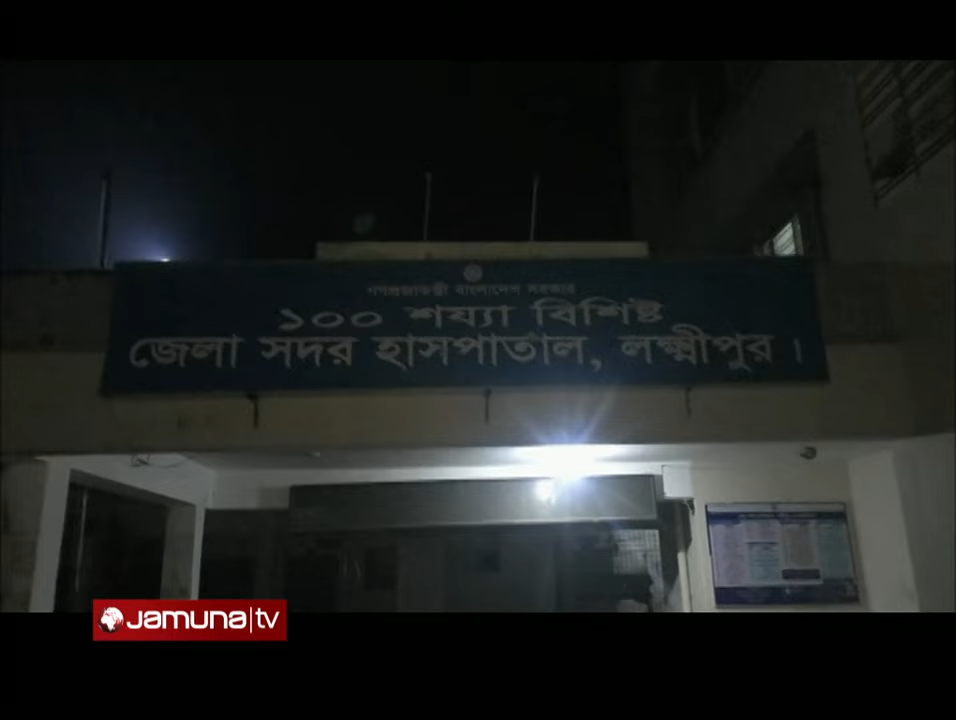 গণপ্রজাতন্ত্রী বাংলাদেশ সরকার
১০০ শয্যা বিশিষ্ট
জেলা সদর হাসপাতাল, লক্ষ্মীপুর।
JAMUNA|tv